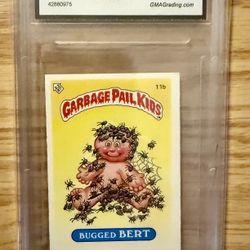 42880975
GMAGrading.com
11b
GARBAGE PAIL KIDS
BUGGED BERT